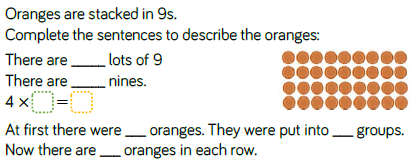 Oranges are stacked in 9s.
Complete the sentences to describe the oranges:
There are _____ lots of 9
There are _____ nines.
4 × □ = □
At first there were ___ oranges. They were put into ___ groups.
Now there are ___ oranges in each row.